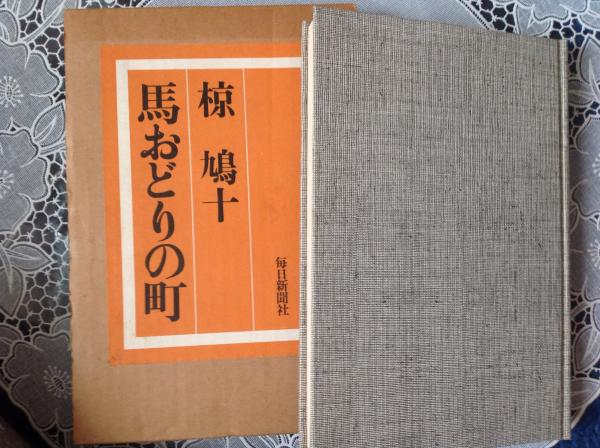 椋 鳩十
馬おどりの町
毎日新聞社